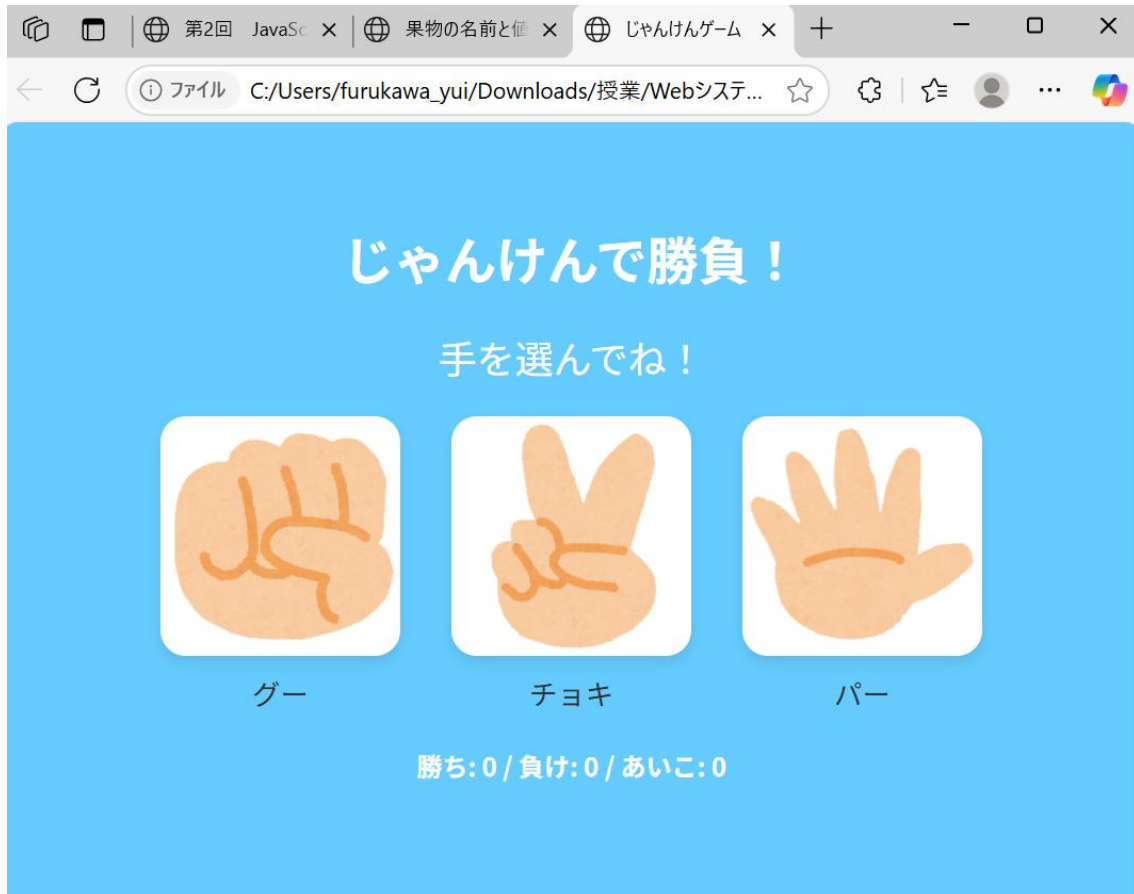 第2回 JavaSc
果物の名前と値
じゃんけんゲーム
ファイル C:/Users/furukawa_yui/Downloads/授業/Webシステ...
じゃんけんで勝負！
手を選んでね！
グー チョキ パー
勝ち: 0 / 負け: 0 / あいこ: 0